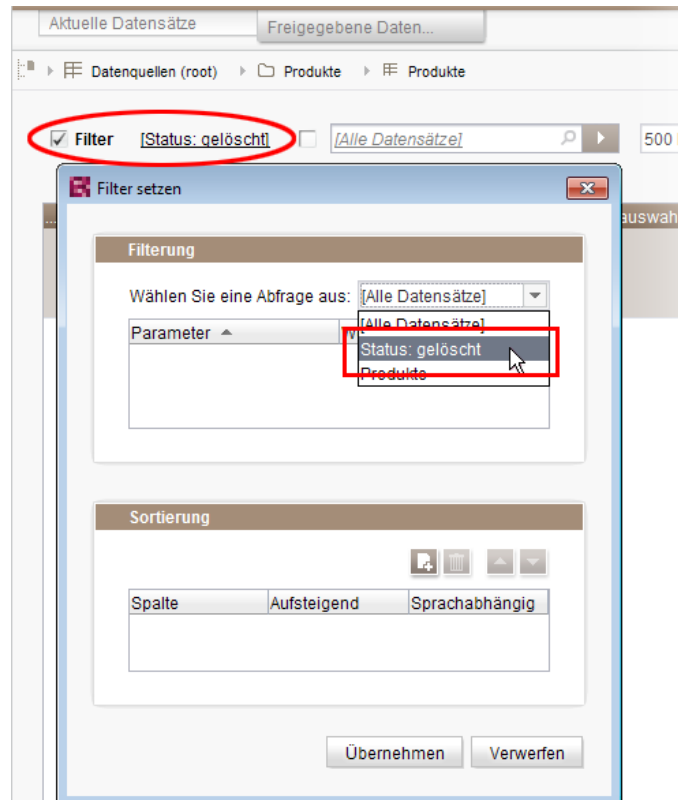 Aktuelle Datensätze
Freigegebene Daten...
Datenquellen (root) Produkte Produkte
Filter [Status: gelöscht] [Alle Datensätze] 500
Filter setzen
auswah
Filterung
Wählen Sie eine Abfrage aus: [Alle Datensätze]
[Alle Datensätze]
Parameter
Status: gelöscht
Produkte
Sortierung
Spalte Aufsteigend Sprachabhängig
Übernehmen Verwerfen